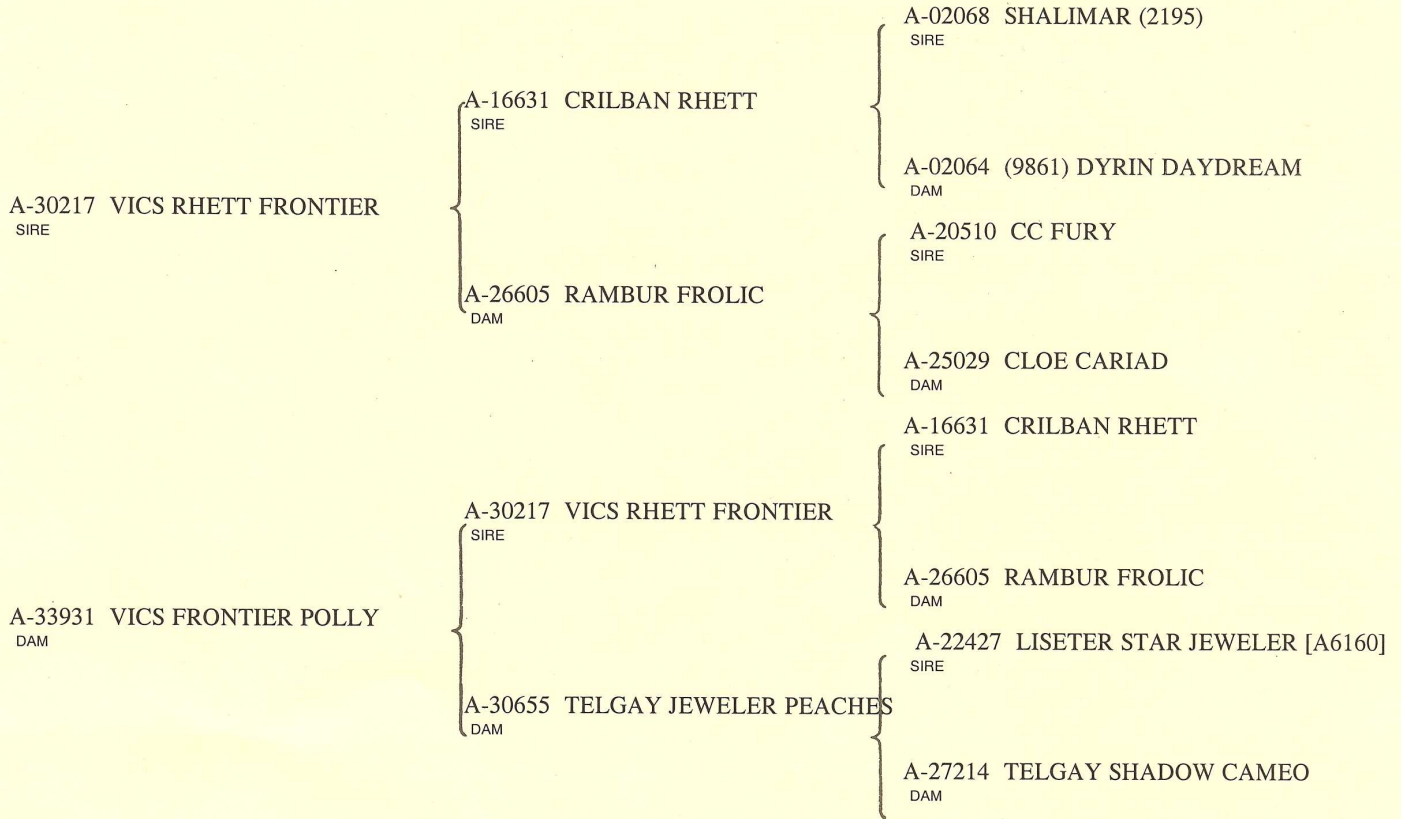 A-02068 SHALIMAR (2195)
SIRE
A-16631 CRILBAN RHETT
SIRE
A-02064 (9861) DYRIN DAYDREAM
DAM
A-30217 VICS RHETT FRONTIER
SIRE
A-20510 CC FURY
SIRE
A-26605 RAMBUR FROLIC
DAM
A-25029 CLOE CARIAD
DAM
A-16631 CRILBAN RHETT
SIRE
A-30217 VICS RHETT FRONTIER
SIRE
A-26605 RAMBUR FROLIC
DAM
A-33931 VICS FRONTIER POLLY
DAM
A-22427 LISETER STAR JEWELER [A6160]
SIRE
A-30655 TELGAY JEWELER PEACHES
DAM
A-27214 TELGAY SHADOW CAMEO
DAM